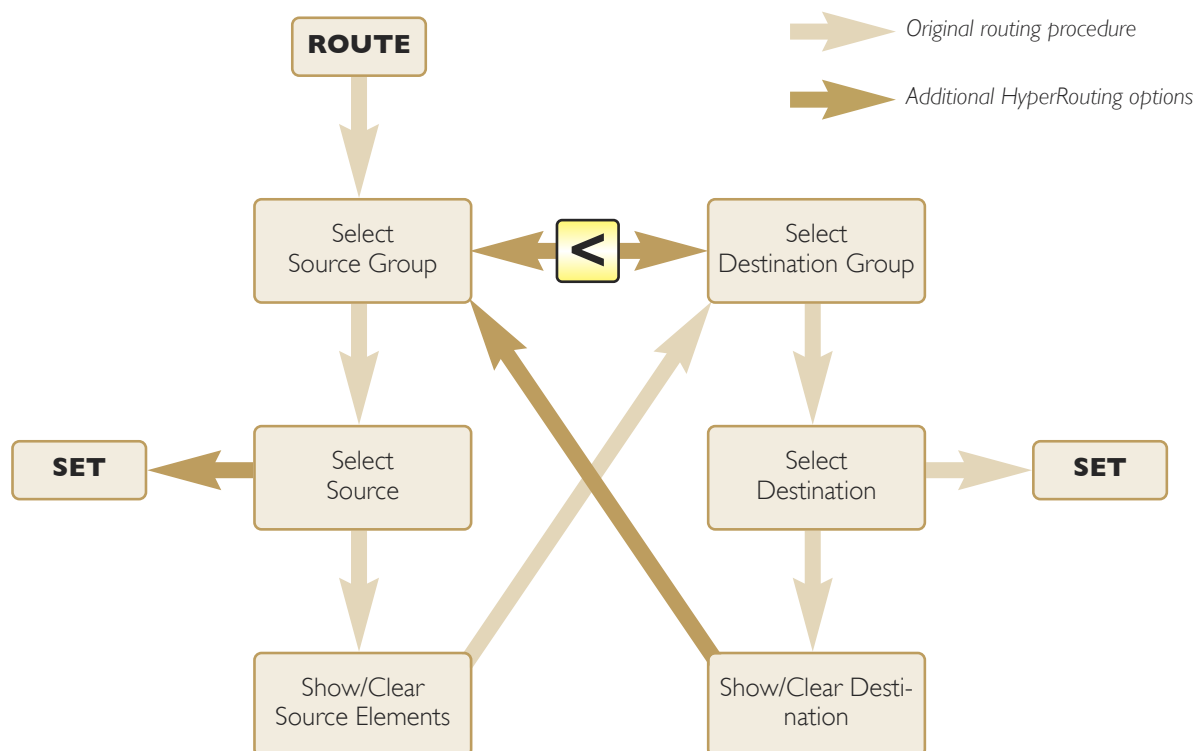 ROUTE
Original routing procedure
Additional HyperRouting options
Select
Source Group
<
Select
Destination Group
SET
Select
Source
Select
Destination
SET
Show/Clear
Source Elements
Show/Clear Desti-
nation